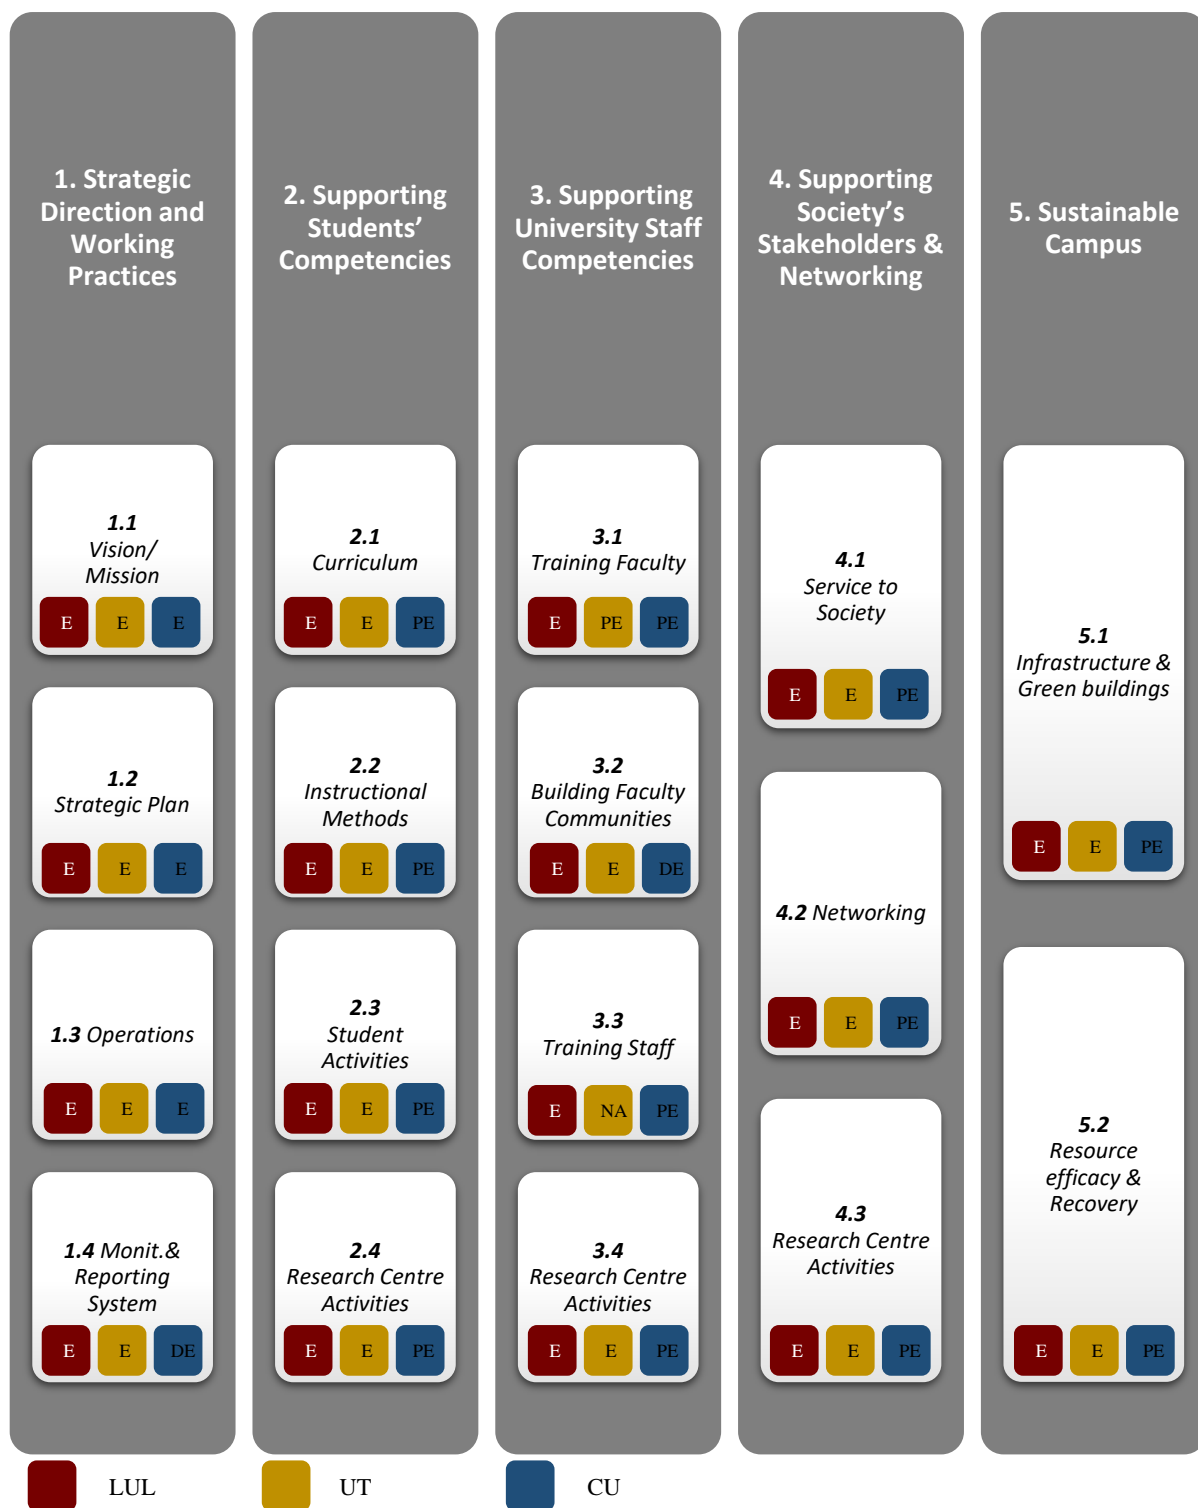 1. Strategic
Direction and
Working
Practices
1.1
Vision/
Mission
E E E
1.2
Strategic Plan
E E E
1.3 Operations
E E E
1.4 Monit.&
Reporting
System
E E DE
2. Supporting
Students’
Competencies
2.1
Curriculum
E E PE
2.2
Instructional
Methods
E E PE
2.3
Student
Activities
E E PE
2.4
Research Centre
Activities
E E PE
3. Supporting
University Staff
Competencies
3.1
Training Faculty
E PE PE
3.2
Building Faculty
Communities
E E DE
3.3
Training Staff
E NA PE
3.4
Research Centre
Activities
E E PE
4. Supporting
Society’s
Stakeholders &
Networking
4.1
Service to
Society
E E PE
4.2 Networking
E E PE
4.3
Research Centre
Activities
E E PE
5. Sustainable
Campus
5.1
Infrastructure &
Green buildings
E E PE
5.2
Resource
efficacy &
Recovery
E E PE
LUL UT CU